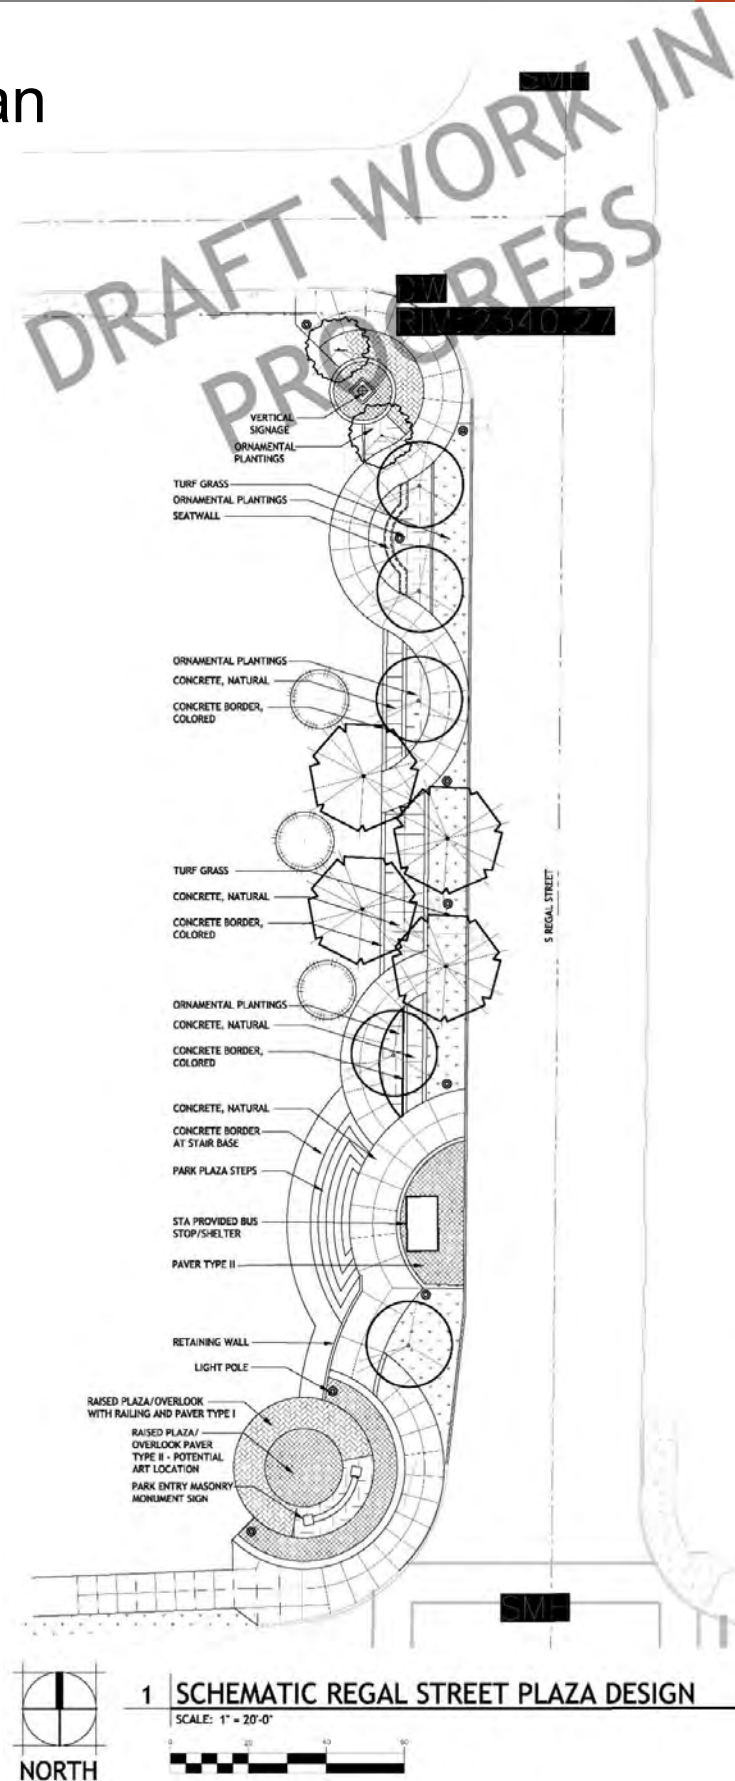 an
SMH
DRAFT WORK IN
PROGRESS
CW
RIM: 2340.27
VERTICAL
SIGNAGE
ORNAMENTAL
PLANTINGS
TURF GRASS
ORNAMENTAL PLANTINGS
SEATWALL
ORNAMENTAL PLANTINGS
CONCRETE, NATURAL
CONCRETE BORDER,
COLORED
TURF GRASS
CONCRETE, NATURAL
CONCRETE BORDER,
COLORED
S REGAL STREET
ORNAMENTAL PLANTINGS
CONCRETE, NATURAL
CONCRETE BORDER,
COLORED
CONCRETE, NATURAL
CONCRETE BORDER
AT STAIR BASE
PARK PLAZA STEPS
STA PROVIDED BUS
STOP/SHELTER
PAVER TYPE II
RETAINING WALL
LIGHT POLE
RAISED PLAZA/OVERLOOK
WITH RAILING AND PAVER TYPE I
RAISED PLAZA/
OVERLOOK PAVER
TYPE II - POTENTIAL
ART LOCATION
PARK ENTRY MASONRY
MONUMENT SIGN
SMH
1 SCHEMATIC REGAL STREET PLAZA DESIGN
SCALE: 1" = 20'-0"
0 20 40 60
NORTH